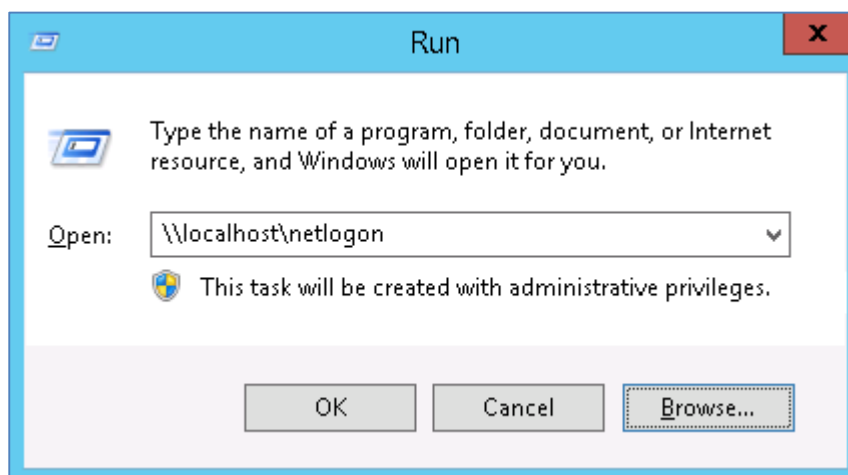 Run
x
Type the name of a program, folder, document, or Internet
resource, and Windows will open it for you.
Open:
\\localhost\netlogon
This task will be created with administrative privileges.
OK
Cancel
Browse...